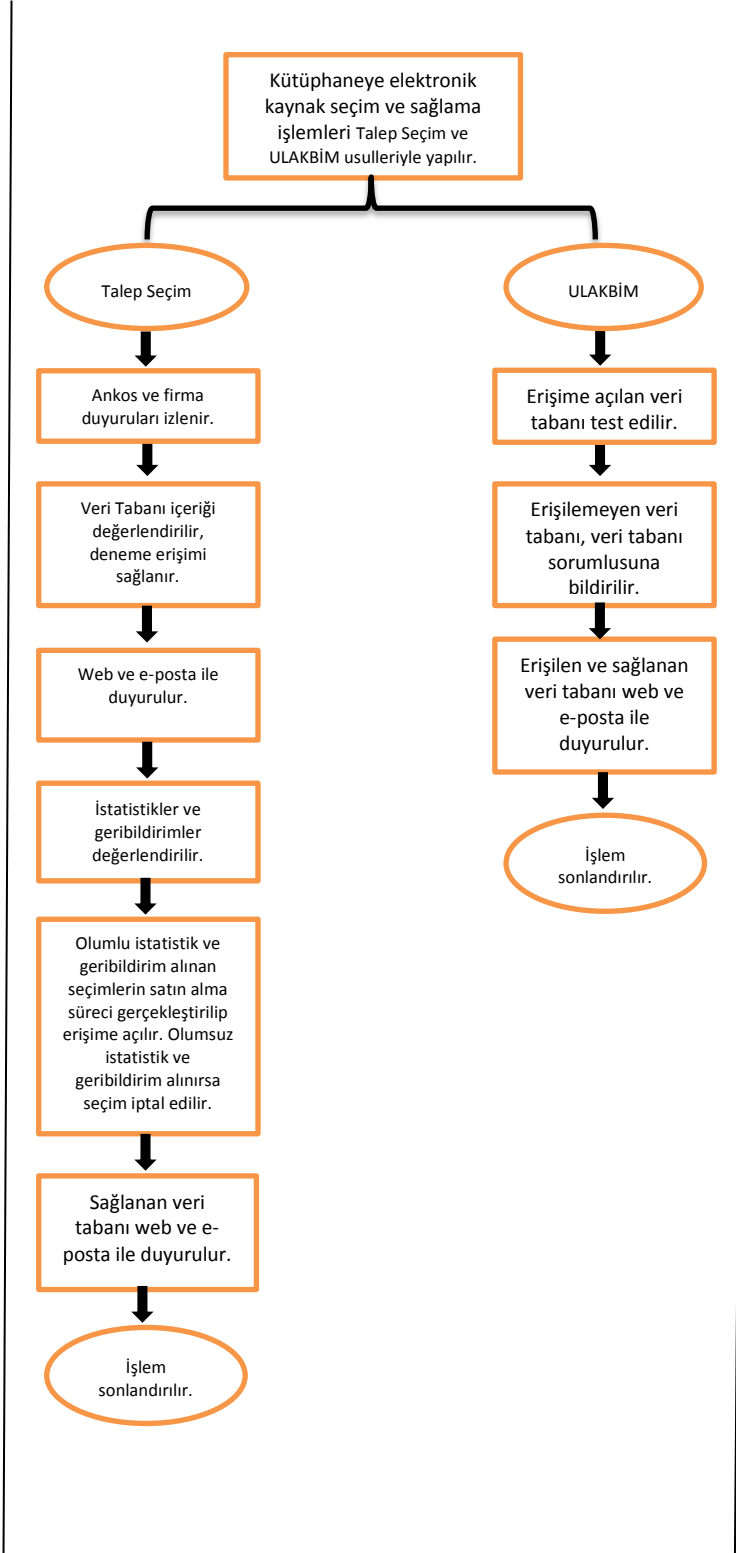 Kütüphaneye elektronik
kaynak seçim ve sağlama
işlemleri Talep Seçim ve
ULAKBİM usulleriyle yapılır.
Talep Seçim
Ankos ve firma
duyuruları izlenir.
Veri Tabanı içeriği
değerlendirilir,
deneme erişimi
sağlanır.
Web ve e-posta ile
duyurulur.
İstatistikler ve
geribildirimler
değerlendirilir.
Olumlu istatistik ve
geribildirim alınan
seçimlerin satın alma
süreci gerçekleştirilip
erişime açılır. Olumsuz
istatistik ve
geribildirim alınırsa
seçim iptal edilir.
Sağlanan veri
tabanı web ve e-
posta ile duyurulur.
İşlem
sonlandırılır.
ULAKBİM
Erişime açılan veri
tabanı test edilir.
Erişilemeyen veri
tabanı, veri tabanı
sorumlusuna
bildirilir.
Erişilen ve sağlanan
veri tabanı web ve
e-posta ile
duyurulur.
İşlem
sonlandırılır.